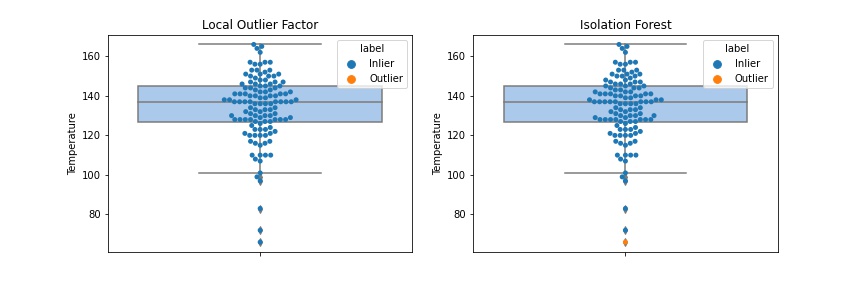 Local Outlier Factor
Temperature
160
140
120
100
80
label
Inlier
Outlier
Isolation Forest
Temperature
160
140
120
100
80
label
Inlier
Outlier